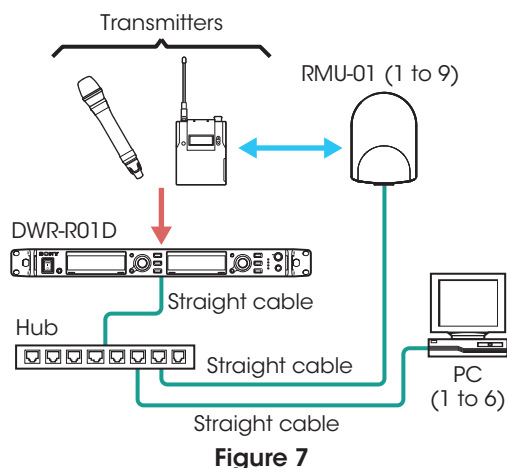 Transmitters
RMU-01 (1 to 9)
DWR-R01D
SONY
Straight cable
Hub
Straight cable
PC
(1 to 6)
Straight cable
Figure 7